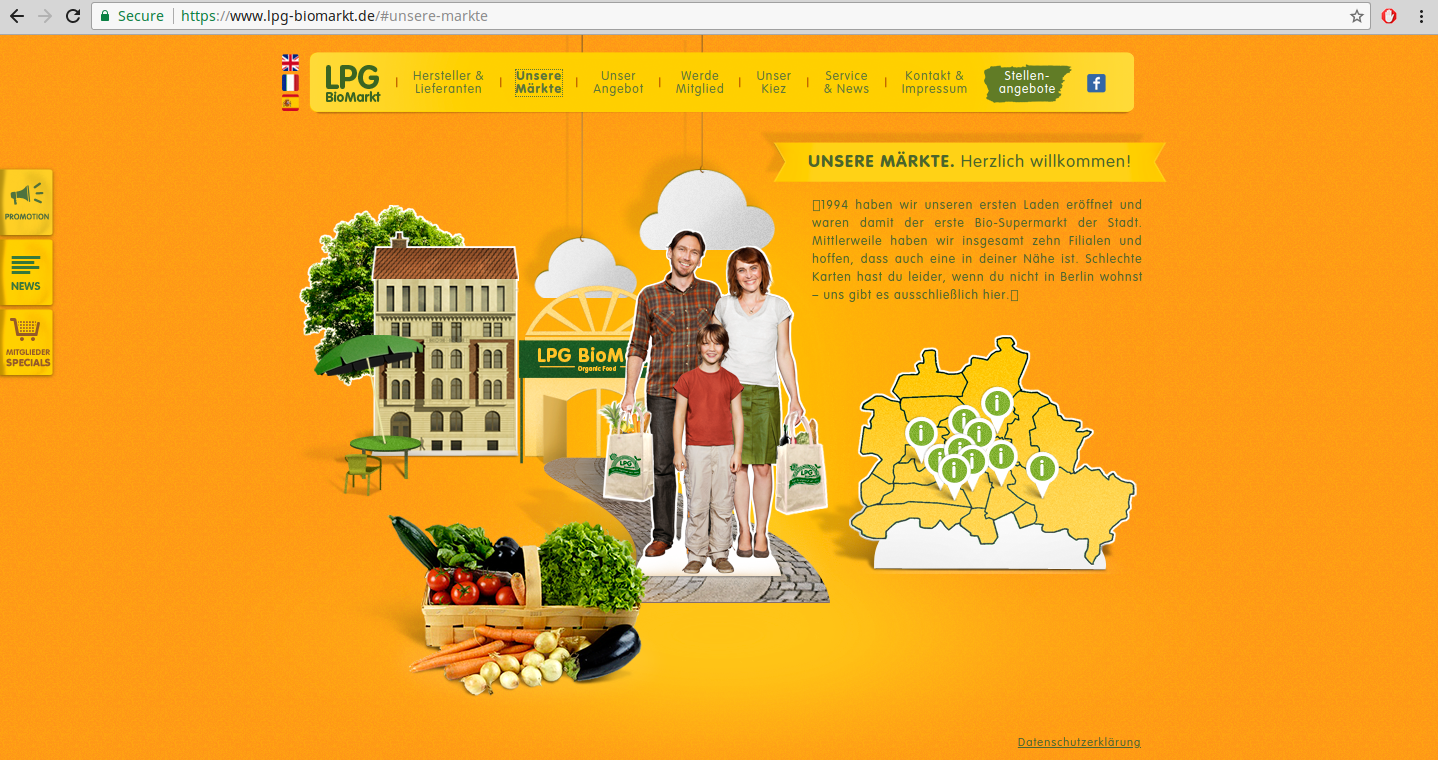 Secure https://www.lpg-biomarkt.de/#unsere-markte
LPG
BioMarkt
Hersteller &
Lieferanten
Unsere
Märkte
Unser
Angebot
Werde
Mitglied
Unser
Kiez
Service
& News
Kontakt &
Impressum
Stellen-
angebote
f
UNSERE MÄRKTE. Herzlich willkommen!
1994 haben wir unseren ersten Laden eröffnet und
waren damit der erste Bio-Supermarkt der Stadt.
Mittlerweile haben wir insgesamt zehn Filialen und
hoffen, dass auch eine in deiner Nähe ist. Schlechte
Karten hast du leider, wenn du nicht in Berlin wohnst
– uns gibt es ausschließlich hier.
PROMOTION
NEWS
MITGLIEDER
SPECIALS
LPG BioM
Organic Food
LPG
LPG
i
i
i
i
i
i
i
i
i
i
Datenschutzerklärung